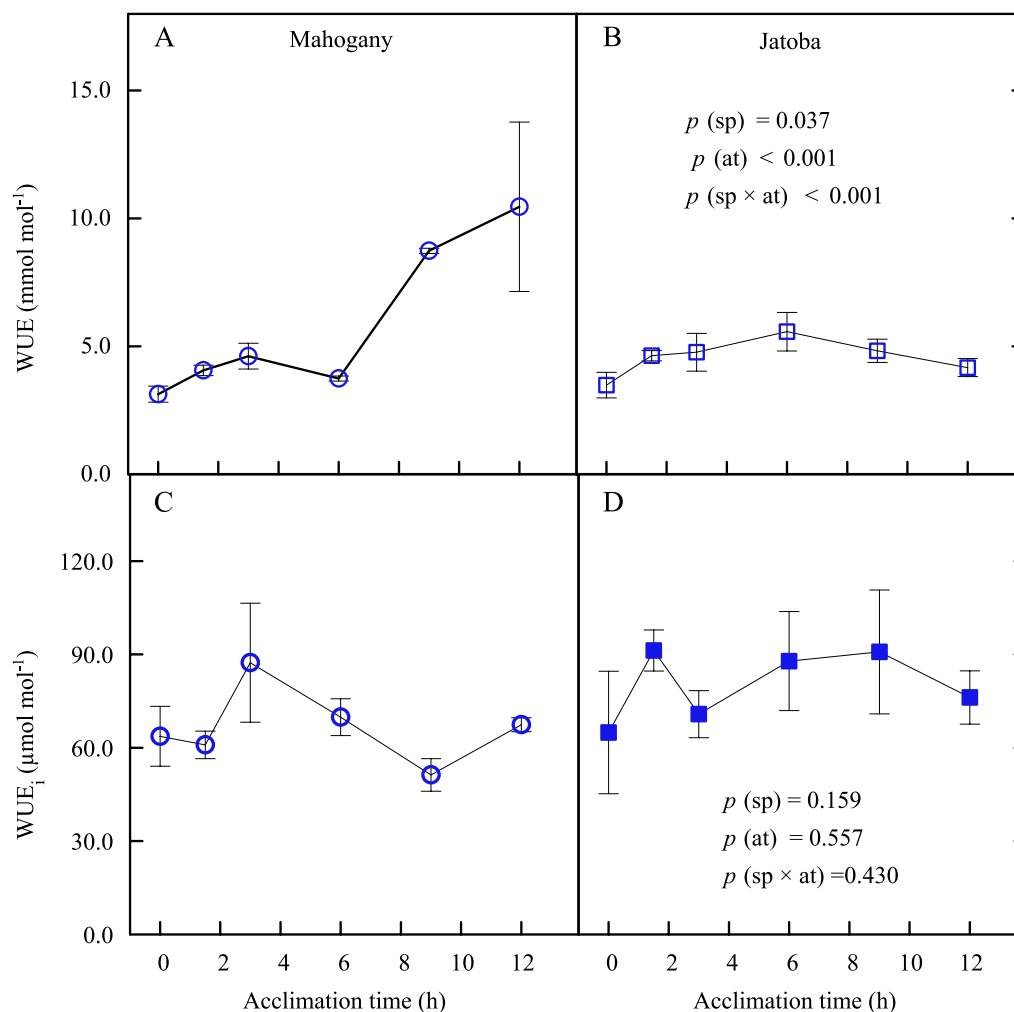 A
Mahogany
B
Jatoba
15.0
10.0
5.0
0.0
WUE (mmol mol⁻¹)
p (sp) = 0.037
p (at) < 0.001
p (sp × at) < 0.001
C
D
120.0
90.0
60.0
30.0
0.0
WUEᵢ (µmol mol⁻¹)
p (sp) = 0.159
p (at) = 0.557
p (sp × at) =0.430
0 2 4 6 8 10 12
0 2 4 6 8 10 12
Acclimation time (h)
Acclimation time (h)